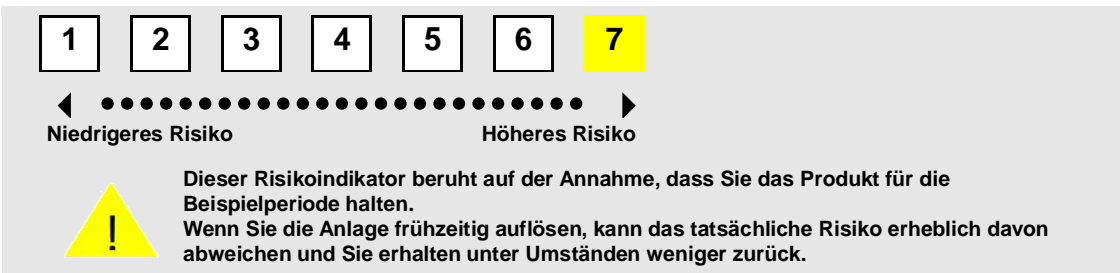 1 2 3 4 5 6 7
Niedrigeres Risiko Höheres Risiko
Dieser Risikoindikator beruht auf der Annahme, dass Sie das Produkt für die
Beispielperiode halten.
Wenn Sie die Anlage frühzeitig auflösen, kann das tatsächliche Risiko erheblich davon
abweichen und Sie erhalten unter Umständen weniger zurück.
!